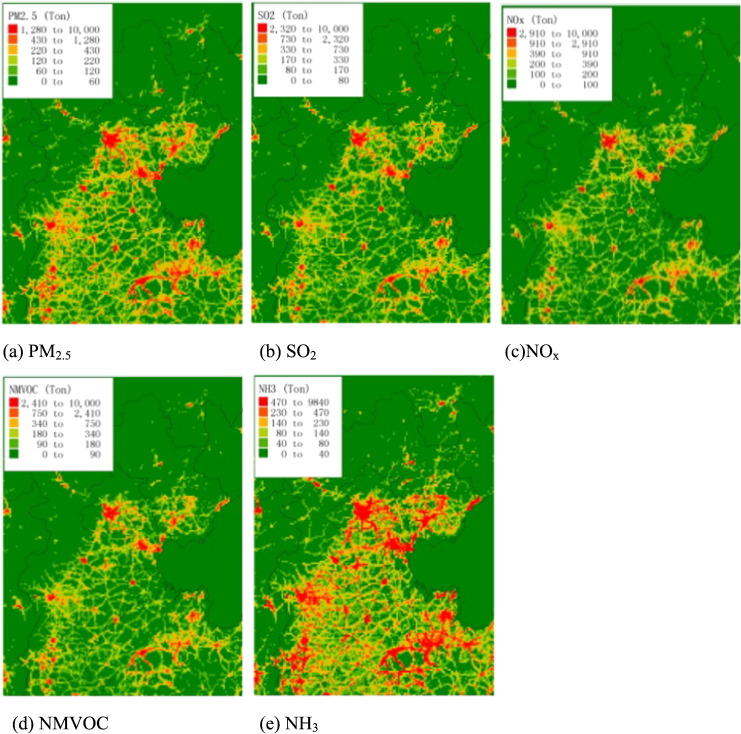 PM2.5 (Ton)
1,280 to 10,000
430 to 1,280
220 to 430
120 to 220
60 to 120
0 to 60
SO2 (Ton)
2,320 to 10,000
730 to 2,320
330 to 730
170 to 330
80 to 170
0 to 80
NOx (Ton)
2,910 to 10,000
910 to 2,910
390 to 910
200 to 390
100 to 200
0 to 100
(a) PM2.5
(b) SO2
(c)NOx
NMVOC (Ton)
2,410 to 10,000
750 to 2,410
340 to 750
180 to 340
90 to 180
0 to 90
NH3 (Ton)
470 to 9840
230 to 470
140 to 230
80 to 140
40 to 80
0 to 40
(d) NMVOC
(e) NH3